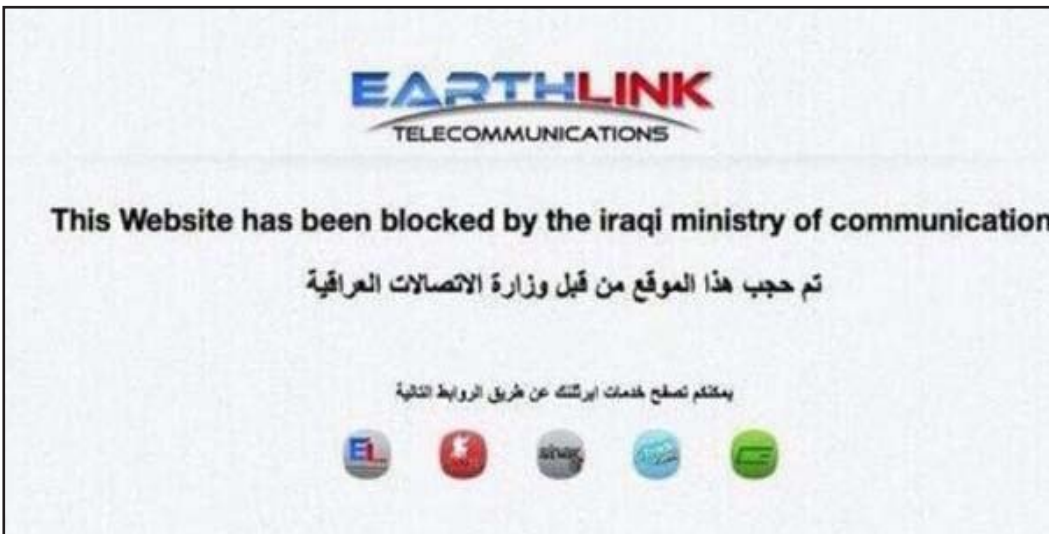 EARTHLINK
TELECOMMUNICATIONS
This Website has been blocked by the iraqi ministry of communication
تم حجب هذا الموقع من قبل وزارة الاتصالات العراقية
يمكنكم تصفح خدمات ايرثلنك عن طريق الروابط التالية
EL